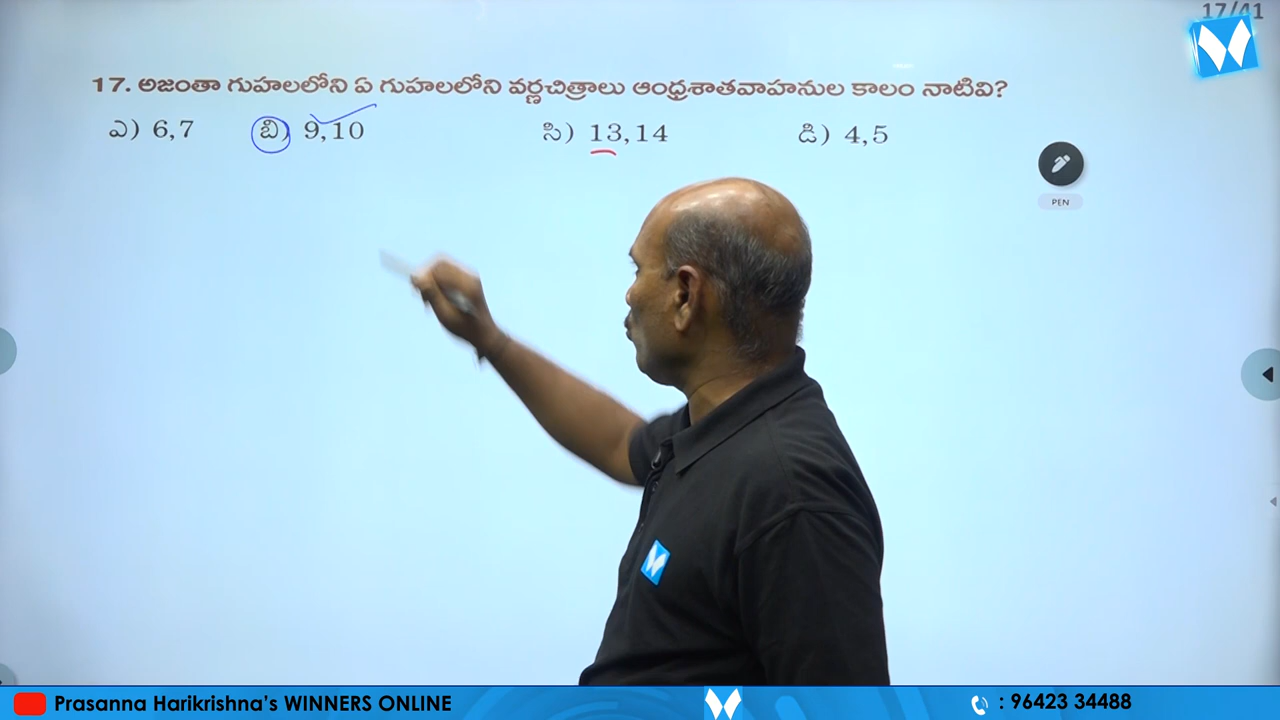 17/41
17. అజంతా గుహలలోని ఏ గుహలలోని వర్ణచిత్రాలు ఆంధ్రశాతవాహనుల కాలం నాటివి?
ఎ) 6,7 బి) 9,10 సి) 13,14 డి) 4,5
PEN
Prasanna Harikrishna's WINNERS ONLINE : 96423 34488